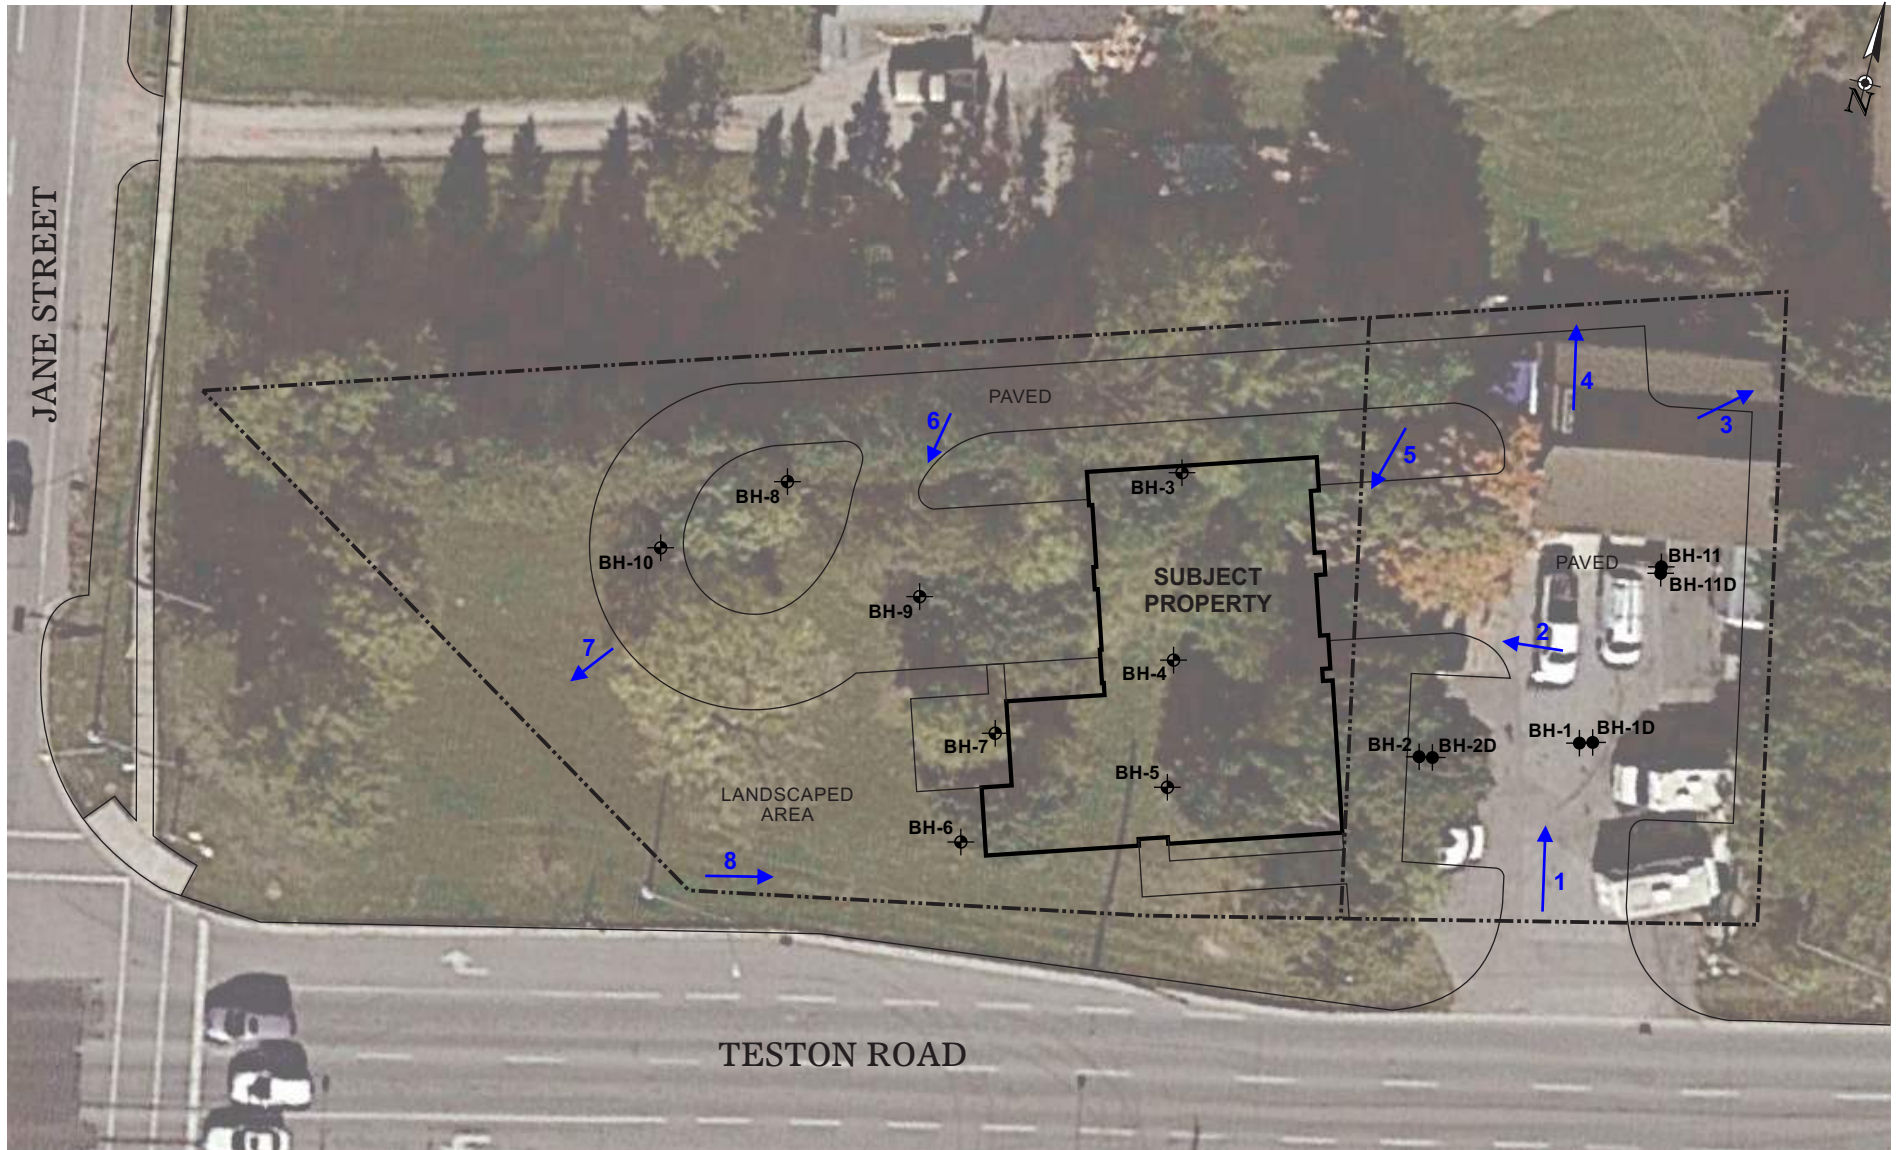 N
JANE STREET
PAVED
6
4
3
5
BH-8
BH-3
BH-10
BH-9
SUBJECT
PROPERTY
PAVED
BH-11
BH-11D
7
2
BH-4
BH-7
BH-2
BH-2D
BH-1
BH-1D
LANDSCAPED
AREA
BH-5
BH-6
8
1
TESTON ROAD